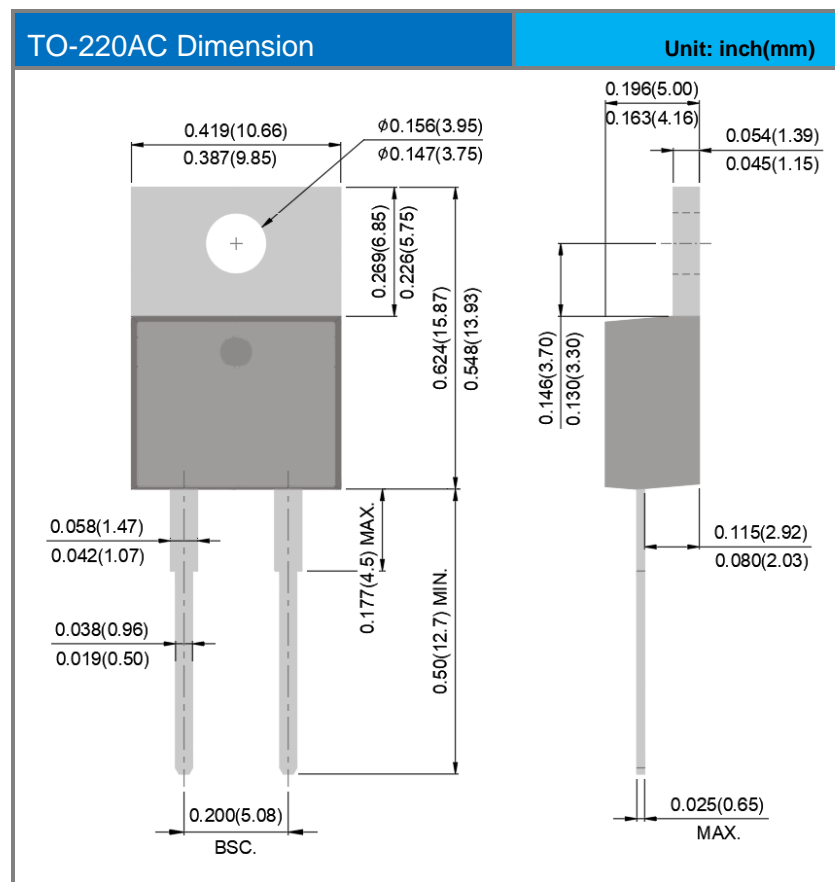 TO-220AC Dimension
Unit: inch(mm)
0.419(10.66)
0.387(9.85)
ϕ0.156(3.95)
ϕ0.147(3.75)
0.196(5.00)
0.163(4.16)
0.054(1.39)
0.045(1.15)
0.269(6.85)
0.226(5.75)
0.624(15.87)
0.548(13.93)
0.146(3.70)
0.130(3.30)
0.058(1.47)
0.042(1.07)
0.177(4.5) MAX.
0.50(12.7) MIN.
0.115(2.92)
0.080(2.03)
0.038(0.96)
0.019(0.50)
0.200(5.08)
BSC.
0.025(0.65)
MAX.